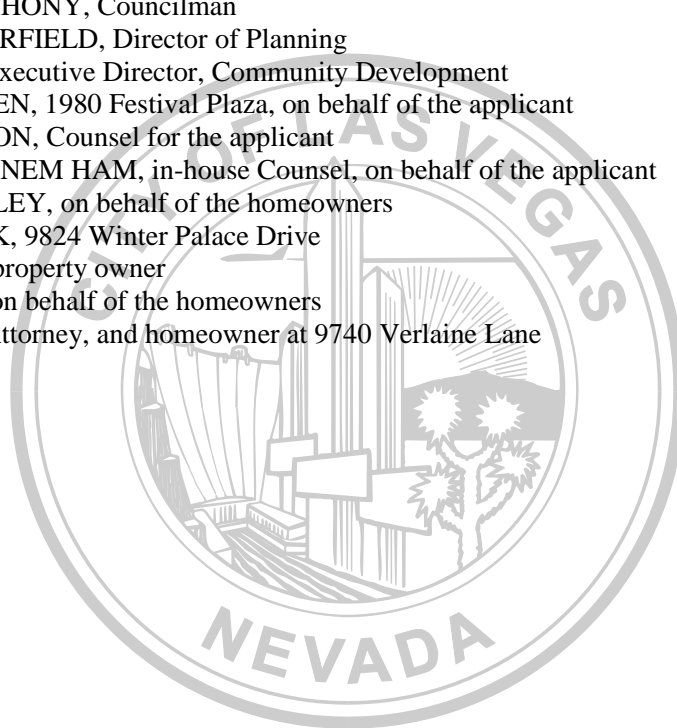 HONY, Councilman
RFIELD, Director of Planning
xecutive Director, Community Development
EN, 1980 Festival Plaza, on behalf of the applicant
ON, Counsel for the applicant
NEM HAM, in-house Counsel, on behalf of the applicant
LEY, on behalf of the homeowners
K, 9824 Winter Palace Drive
property owner
on behalf of the homeowners
ttorney, and homeowner at 9740 Verlaine Lane
CITY OF LAS VEGAS
NEVADA